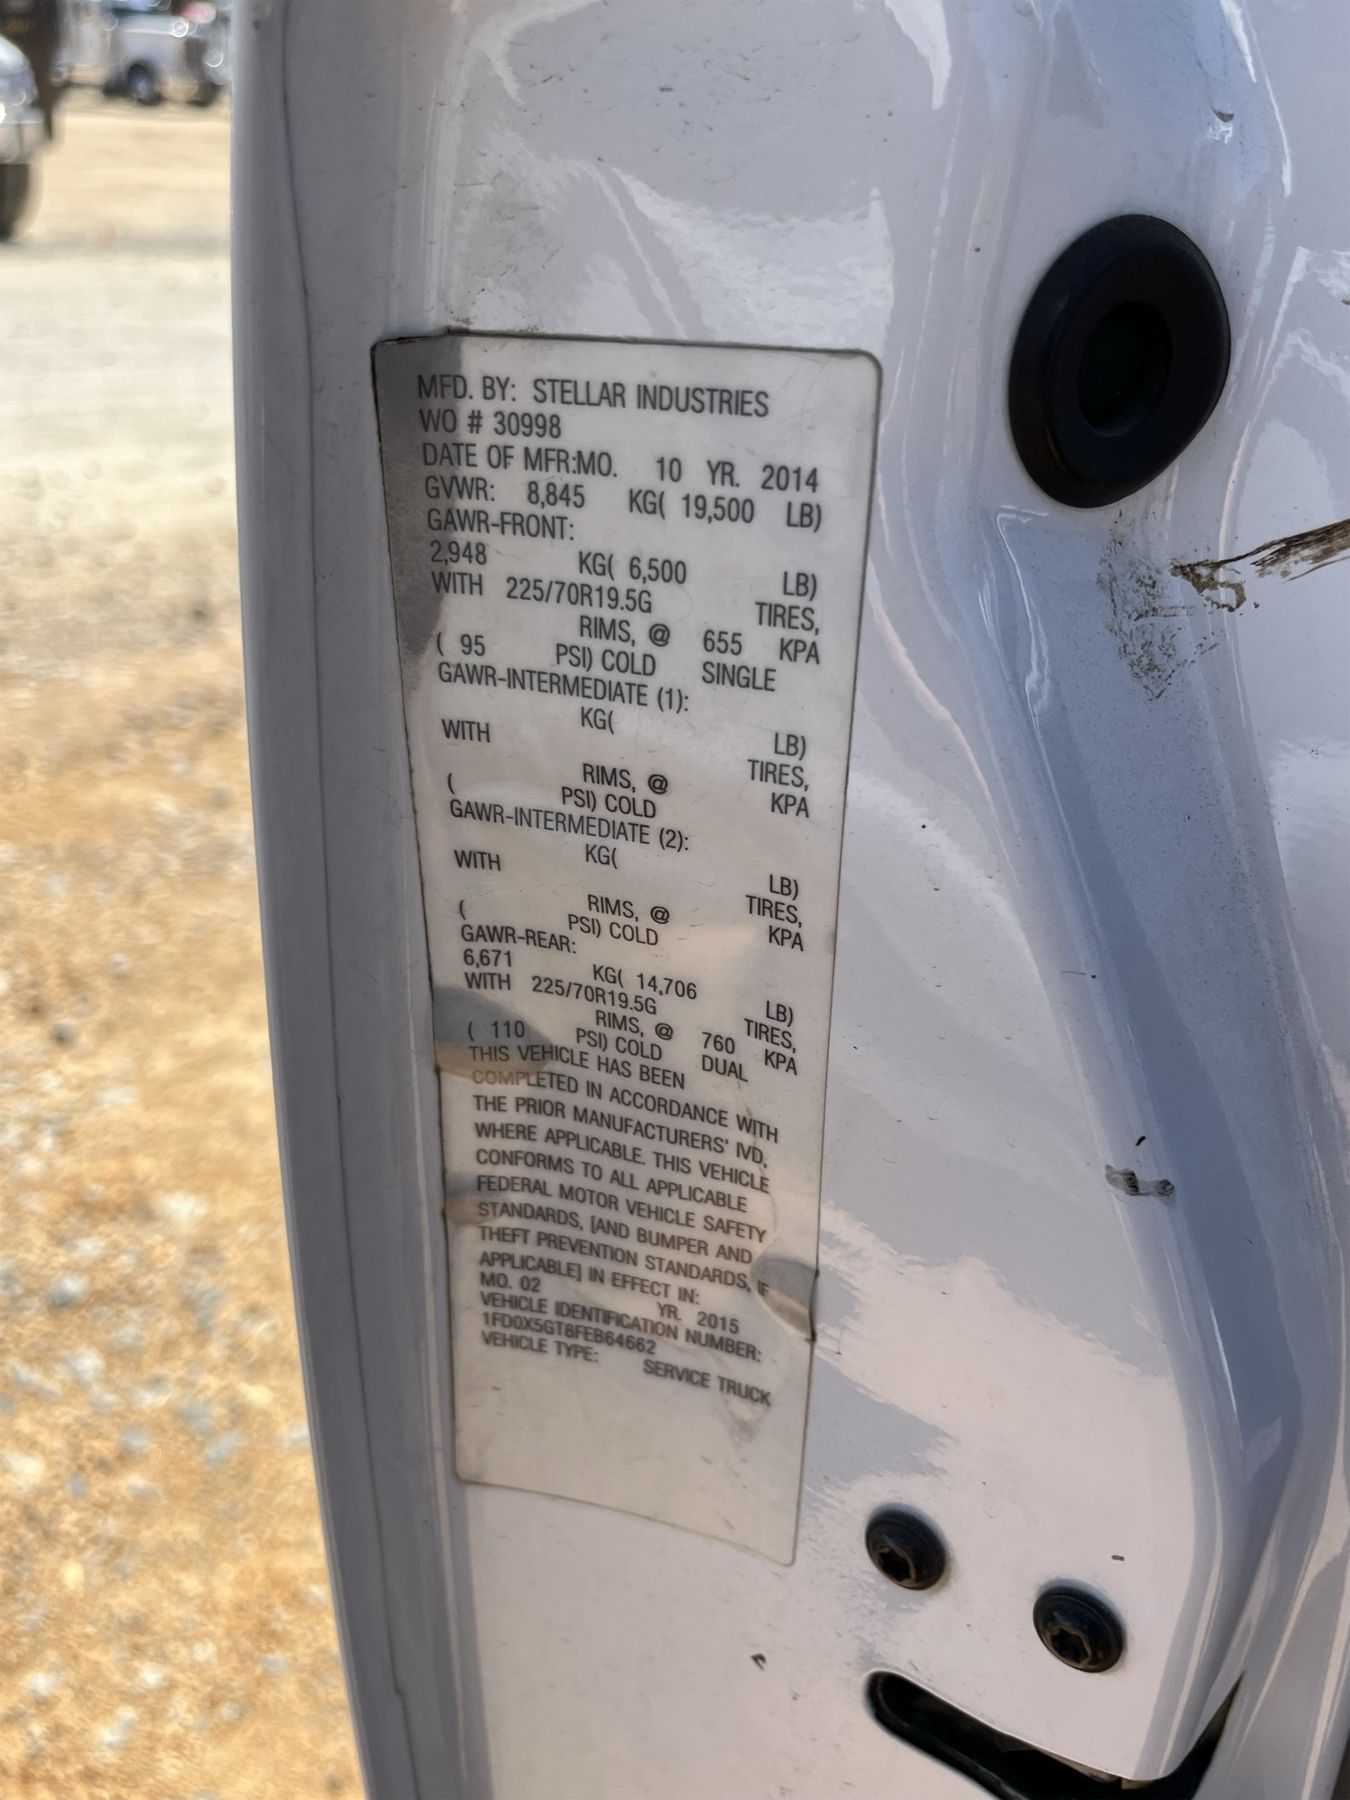 MFD. BY: STELLAR INDUSTRIES
WO # 30998
DATE OF MFR:MO. 10 YR. 2014
GVWR: 8,845 KG( 19,500 LB)
GAWR-FRONT:
2,948 KG( 6,500 LB)
WITH 225/70R19.5G TIRES,
RIMS, @ 655 KPA
( 95 PSI) COLD SINGLE
GAWR-INTERMEDIATE (1):
KG( LB)
WITH TIRES,
RIMS, @ KPA
( PSI) COLD
GAWR-INTERMEDIATE (2):
KG( LB)
WITH TIRES,
RIMS, @ KPA
( PSI) COLD
GAWR-REAR:
6,671 KG( 14,706 LB)
WITH 225/70R19.5G TIRES,
RIMS, @ 760 KPA
( 110 PSI) COLD DUAL
THIS VEHICLE HAS BEEN
COMPLETED IN ACCORDANCE WITH
THE PRIOR MANUFACTURERS' IVD,
WHERE APPLICABLE. THIS VEHICLE
CONFORMS TO ALL APPLICABLE
FEDERAL MOTOR VEHICLE SAFETY
STANDARDS, [AND BUMPER AND
THEFT PREVENTION STANDARDS, IF
APPLICABLE] IN EFFECT IN:
MO. 02 YR. 2015
VEHICLE IDENTIFICATION NUMBER:
1FD0X5GT8FEB64662
VEHICLE TYPE: SERVICE TRUCK